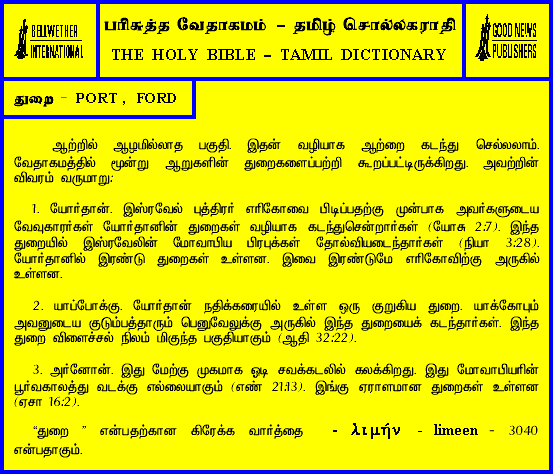 BELLWETHER
INTERNATIONAL
பரிசுத்த வேதாகமம் – தமிழ் சொல்லகராதி
THE HOLY BIBLE – TAMIL DICTIONARY
GOOD NEWS
PUBLISHERS
துறை – PORT , FORD
ஆற்றில் ஆழமில்லாத பகுதி. இதன் வழியாக ஆற்றை கடந்து செல்லலாம்.
வேதாகமத்தில் மூன்று ஆறுகளின் துறைகளைப்பற்றி கூறப்பட்டிருக்கிறது. அவற்றின்
விவரம் வருமாறு:
1. யோர்தான். இஸ்ரவேல் புத்திரர் எரிகோவை பிடிப்பதற்கு முன்பாக அவர்களுடைய
வேவுகாரர்கள் யோர்தானின் துறைகள் வழியாக கடந்துசென்றார்கள் (யோசு 2:7). இந்த
துறையில் இஸ்ரவேலின் மோவாபிய பிரபுக்கள் தோல்வியடைந்தார்கள் (நியா 3:28).
யோர்தானில் இரண்டு துறைகள் உள்ளன. இவை இரண்டுமே எரிகோவிற்கு அருகில்
உள்ளன.
2. யாப்போக்கு. யோர்தான் நதிக்கரையில் உள்ள ஒரு குறுகிய துறை. யாக்கோபும்
அவனுடைய குடும்பத்தாரும் பெனுவேலுக்கு அருகில் இந்த துறையைக் கடந்தார்கள். இந்த
துறை விளைச்சல் நிலம் மிகுந்த பகுதியாகும் (ஆதி 32:22).
3. அர்னோன். இது மேற்கு முகமாக ஓடி சவக்கடலில் கலக்கிறது. இது மோவாபியரின்
பூர்வகாலத்து வடக்கு எல்லையாகும் (எண் 21:13). இங்கு ஏராளமான துறைகள் உள்ளன
(ஏசா 16:2).
“துறை ” என்பதற்கான கிரேக்க வார்த்தை - λιμήν - limeen - 3040
என்பதாகும்.